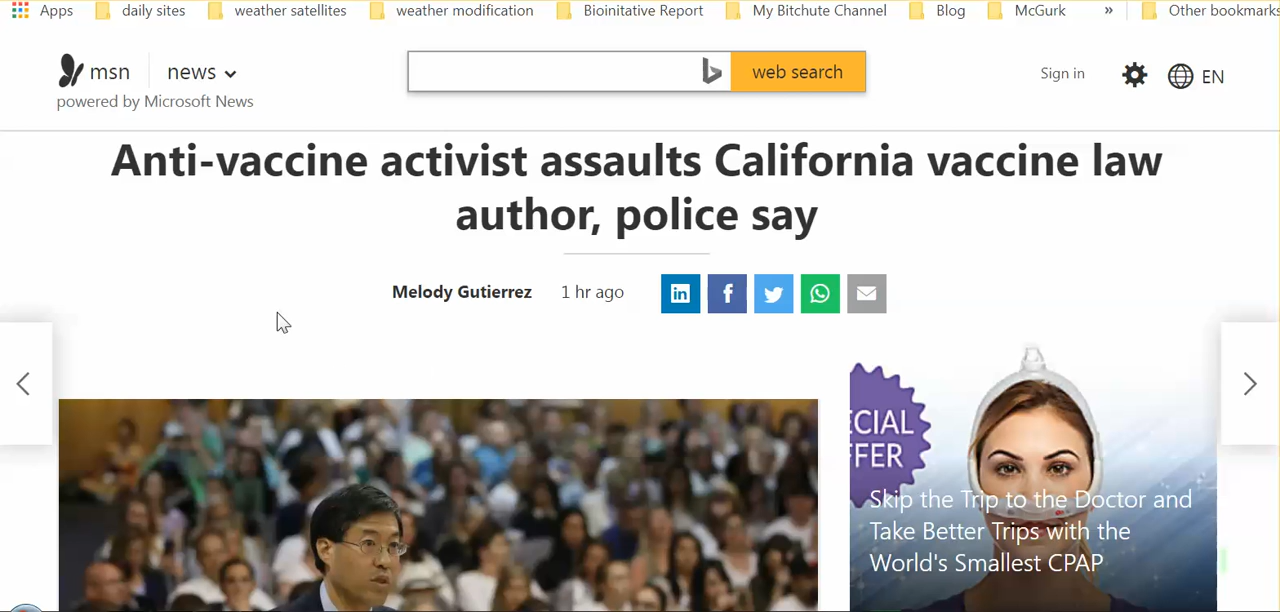 Apps daily sites weather satellites weather modification Bioinitative Report My Bitchute Channel Blog McGurk » Other bookmarks
msn news web search Sign in EN
powered by Microsoft News
Anti-vaccine activist assaults California vaccine law
author, police say
Melody Gutierrez 1 hr ago
ECIAL
FFER
Skip the Trip to the Doctor and
Take Better Trips with the
World's Smallest CPAP